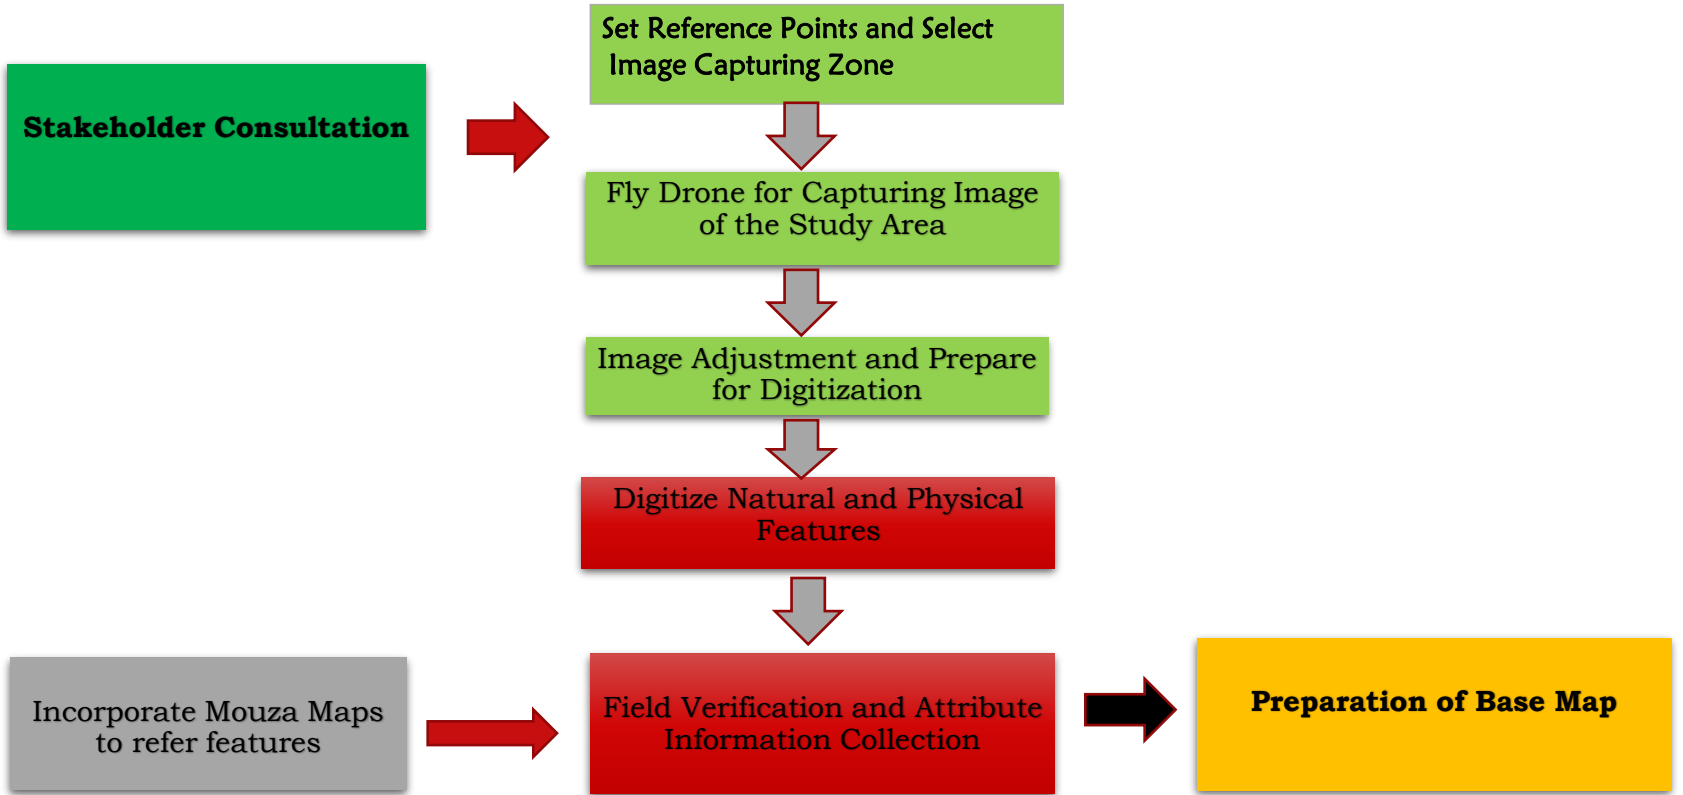 Set Reference Points and Select
Image Capturing Zone
Stakeholder Consultation
Fly Drone for Capturing Image
of the Study Area
Image Adjustment and Prepare
for Digitization
Digitize Natural and Physical
Features
Incorporate Mouza Maps
to refer features
Field Verification and Attribute
Information Collection
Preparation of Base Map